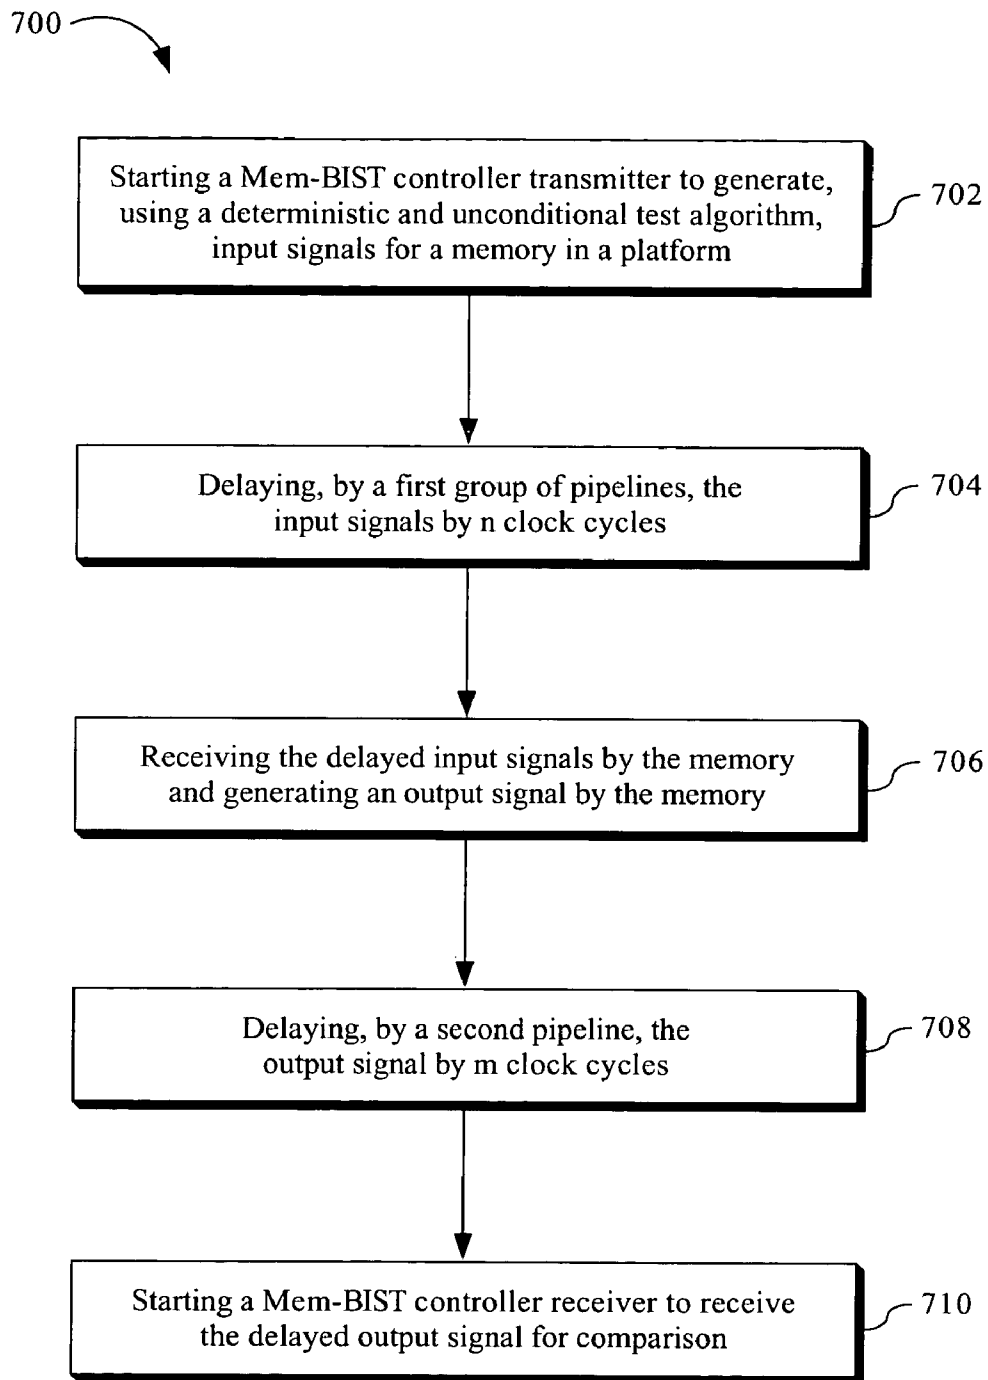 700
Starting a Mem-BIST controller transmitter to generate,
using a deterministic and unconditional test algorithm,
input signals for a memory in a platform
702
Delaying, by a first group of pipelines, the
input signals by n clock cycles
704
Receiving the delayed input signals by the memory
and generating an output signal by the memory
706
Delaying, by a second pipeline, the
output signal by m clock cycles
708
Starting a Mem-BIST controller receiver to receive
the delayed output signal for comparison
710